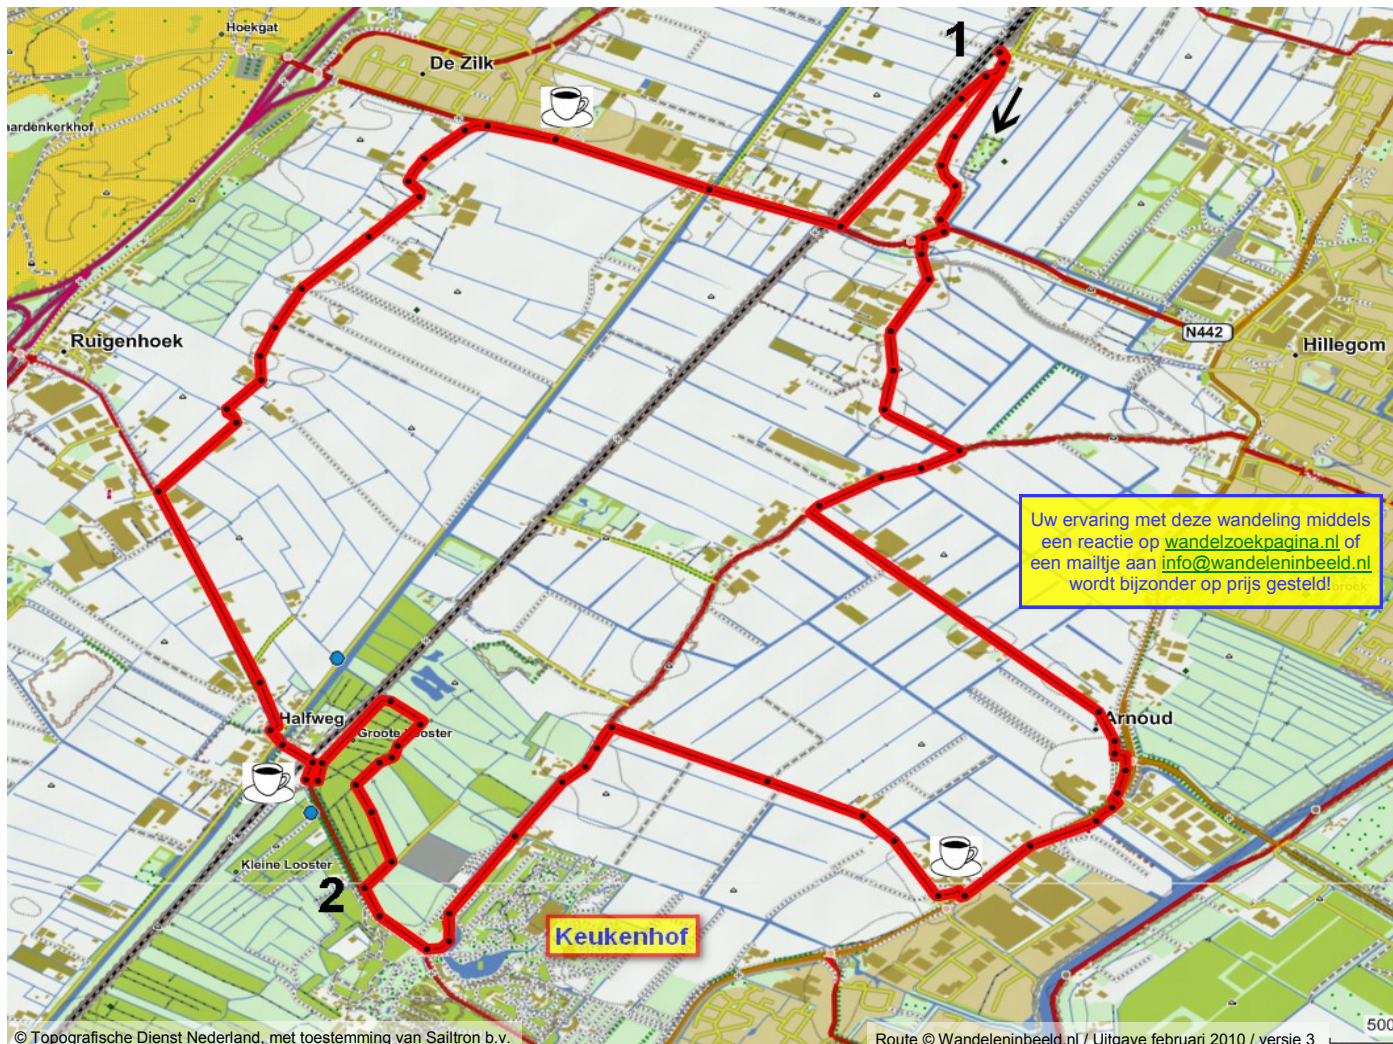 Hoekgat
1
De Zilk
aardenkerkhof
N442
Ruigenhoek
Hillegom
Uw ervaring met deze wandeling middels
een reactie op wandelzoekpagina.nl of
een mailtje aan info@wandeleninbeeld.nl
wordt bijzonder op prijs gesteld!
Halfweg
Arnoud
Groote Looster
Kleine Looster
2
Keukenhof
500
© Topografische Dienst Nederland, met toestemming van Sailtron b.v.
Route © Wandeleninbeeld.nl / Uitgave februari 2010 / versie 3